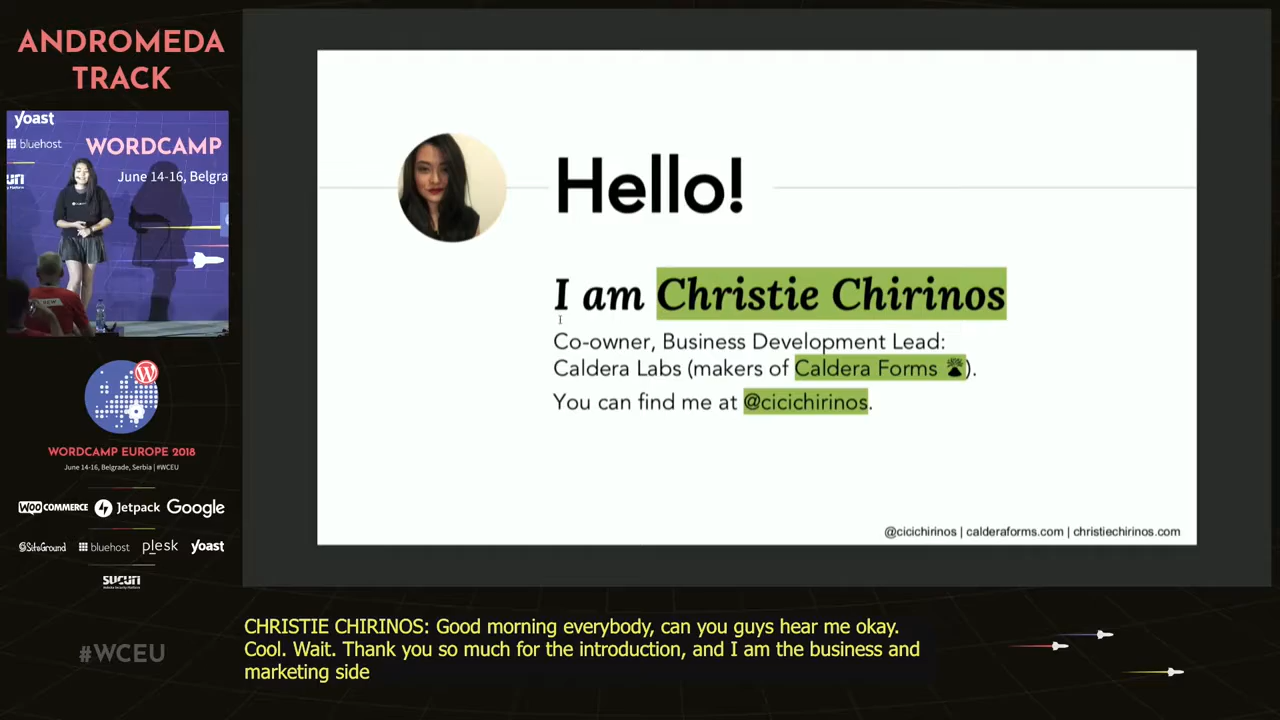 ANDROMEDA
TRACK
yoast
bluehost
WORDCAMP
June 14-16, Belgra
WORDCAMP EUROPE 2018
June 14-16, Belgrade, Serbia | #WCEU
WOO COMMERCE Jetpack Google
SiteGround bluehost plesk yoast
SUCURI
#WCEU
Hello!
I am Christie Chirinos
Co-owner, Business Development Lead:
Caldera Labs (makers of Caldera Forms ).
You can find me at @cicichirinos.
@cicichirinos | calderaforms.com | christiechirinos.com
CHRISTIE CHIRINOS: Good morning everybody, can you guys hear me okay.
Cool. Wait. Thank you so much for the introduction, and I am the business and
marketing side